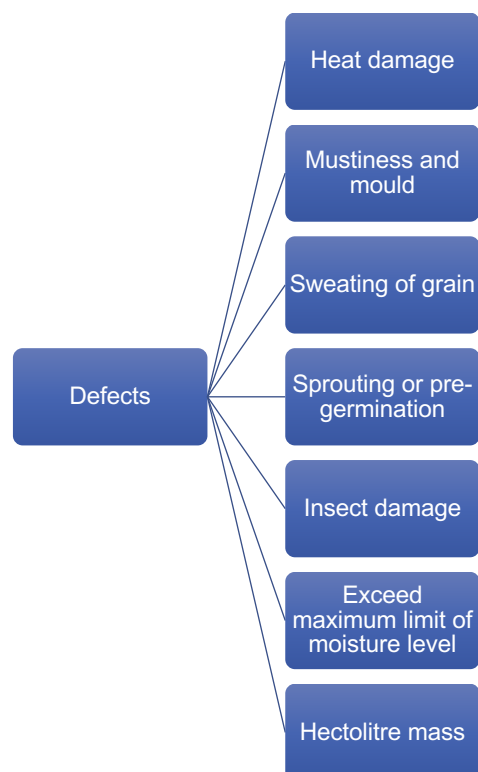 Heat damage
Mustiness and
mould
Sweating of grain
Defects
Sprouting or pre-
germination
Insect damage
Exceed
maximum limit of
moisture level
Hectolitre mass